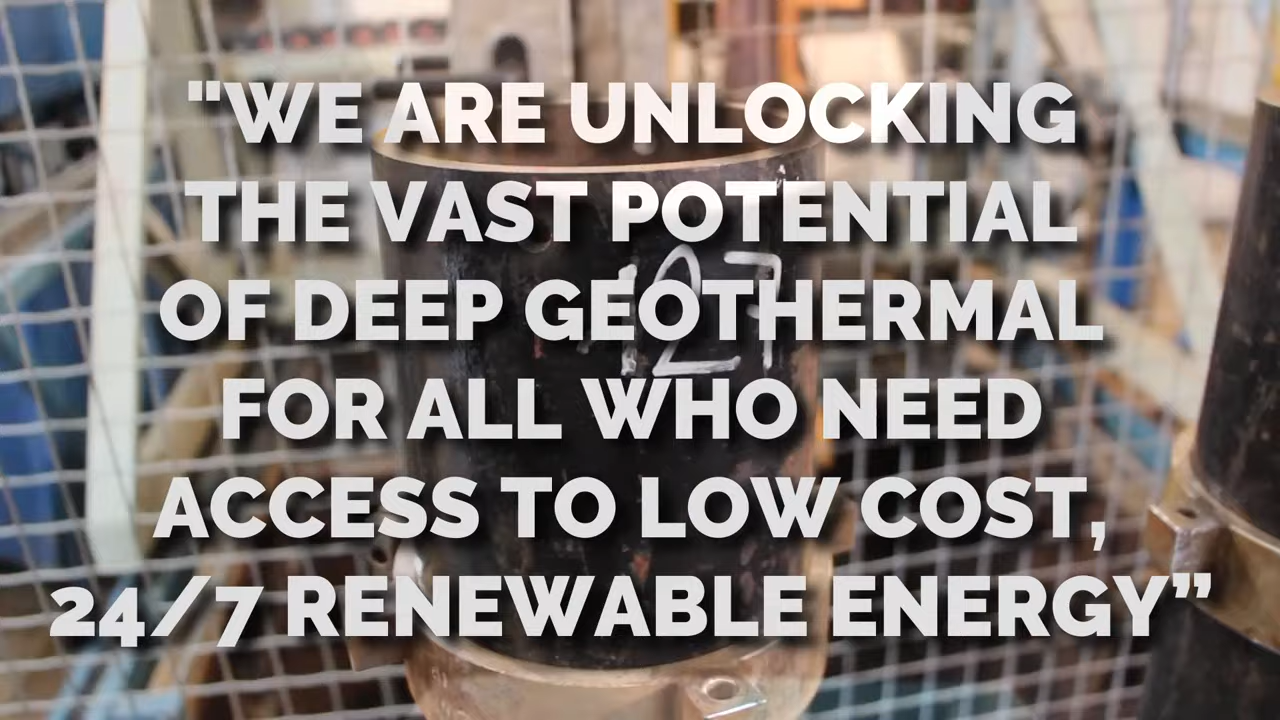 "WE ARE UNLOCKING
THE VAST POTENTIAL
OF DEEP GEOTHERMAL
FOR ALL WHO NEED
ACCESS TO LOW COST,
24/7 RENEWABLE ENERGY”
127